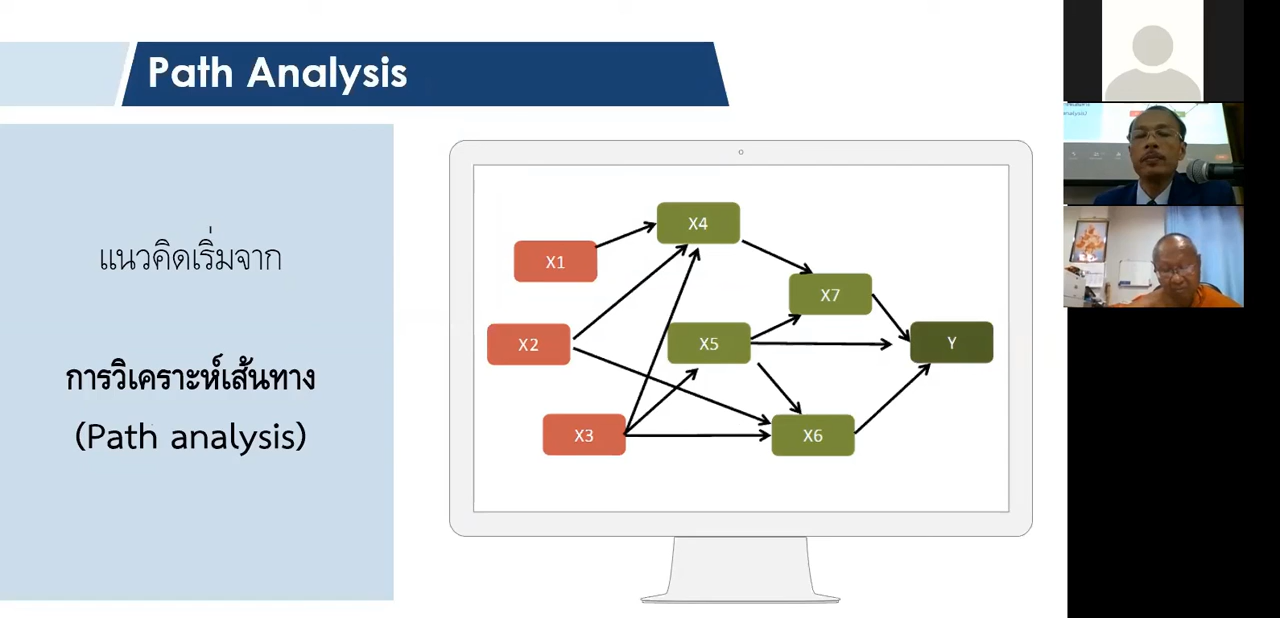 Path Analysis
แนวคิดเริ่มจาก
การวิเคราะห์เส้นทาง
(Path analysis)
X4
X1
X7
X2
X5
Y
X3
X6
analysis)